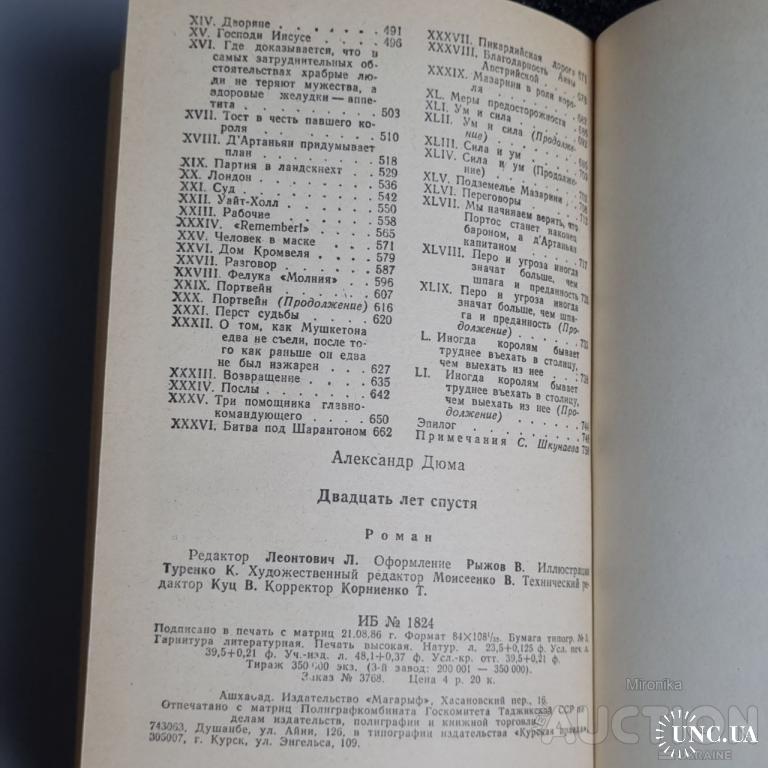 XIV. Дворяне . . . . . . 491
XV. Господи Иисусе . . . . 496
XVI. Где доказывается, что в
самых затруднительных об-
стоятельствах храбрые лю-
ди не теряют мужества, а
здоровые желудки — аппе-
тита . . . . . . . . 503
XVII. Тост в честь павшего ко-
роля . . . . . . . . 510
XVIII. Д'Артаньян придумывает
план . . . . . . . . 518
XIX. Партия в ландскнехт . . 529
XX. Лондон . . . . . . . 536
XXI. Суд . . . . . . . . 542
XXII. Уайт-Холл . . . . . . 550
XXIII. Рабочие . . . . . . 558
XXXIV. «Remember!» . . . . . 565
XXV. Человек в маске . . . . 571
XXVI. Дом Кромвеля . . . . 579
XXVII. Разговор . . . . . . 587
XXVIII. Фелука «Молния» . . . 596
XXIX. Портвейн . . . . . . 607
XXX. Портвейн (Продолжение) 616
XXXI. Перст судьбы . . . . 620
XXXII. О том, как Мушкетона
едва не съели, после то-
го как раньше он едва
не был изжарен . . . . 627
XXXIII. Возвращение . . . . 635
XXXIV. Послы . . . . . . . 642
XXXV. Три помощника главно-
командующего . . . . . 650
XXXVI. Битва под Шарантоном 662
XXXVII. Пикардийская дорога 671
XXXVIII. Благодарность Анны
Австрийской . . . . . 678
XXXIX. Мазарини в роли коро-
ля
XL. Меры предосторожности
XLI. Ум и сила
XLII. Ум и сила (Продолже-
ние)
XLIII. Сила и ум
XLIV. Сила и ум (Продолже-
ние)
XLV. Подземелье Мазарини
XLVI. Переговоры
XLVII. Мы начинаем верить, что
Портос станет наконец
бароном, а д'Артаньян
капитаном . . . . . 717
XLVIII. Перо и угроза иногда
значат больше, чем
шпага и преданность
XLIX. Перо и угроза иногда
значат больше, чем шпа-
га и преданность (Про-
должение)
L. Иногда королям бывает
труднее въехать в столицу,
чем выехать из нее
LI. Иногда королям бывает
труднее въехать в столицу,
чем выехать из нее (Про-
должение)
Эпилог
Примечания С. Шкунаева
Александр Дюма
Двадцать лет спустя
Роман
Редактор Леонтович Л. Оформление Рыжов В. Иллюстрации
Туренко К. Художественный редактор Моисеенко В. Технический ре-
дактор Куц В. Корректор Корниенко Т.
ИБ № 1824
Подписано в печать с матриц 21.08.86 г. Формат 84×108 1/32. Бумага типогр. №
Гарнитура литературная. Печать высокая. Натур. л. 23,5+0,125 ф. Усл. печ. л.
39,5+0,21 ф. Уч.-изд. л. 48,1+0,37 ф. Усл.-кр. отт. 39,5+0,21 ф.
Тираж 350 000 экз. (3-й завод: 200 001 — 350 000).
Заказ № 3768. Цена 4 р. 20 к.
Ашхабад. Издательство «Магарыф», Хасановский пер., 16.
Отпечатано с матриц Полиграфкомбината Госкомитета Таджикской ССР по
делам издательств, полиграфии и книжной торговли
743063, Душанбе, ул. Айни, 126, в типографии издательства «Курская правда»,
305007, г. Курск, ул. Энгельса, 109.
Mironika
AUCTION
UNC.UA
UKRAINE